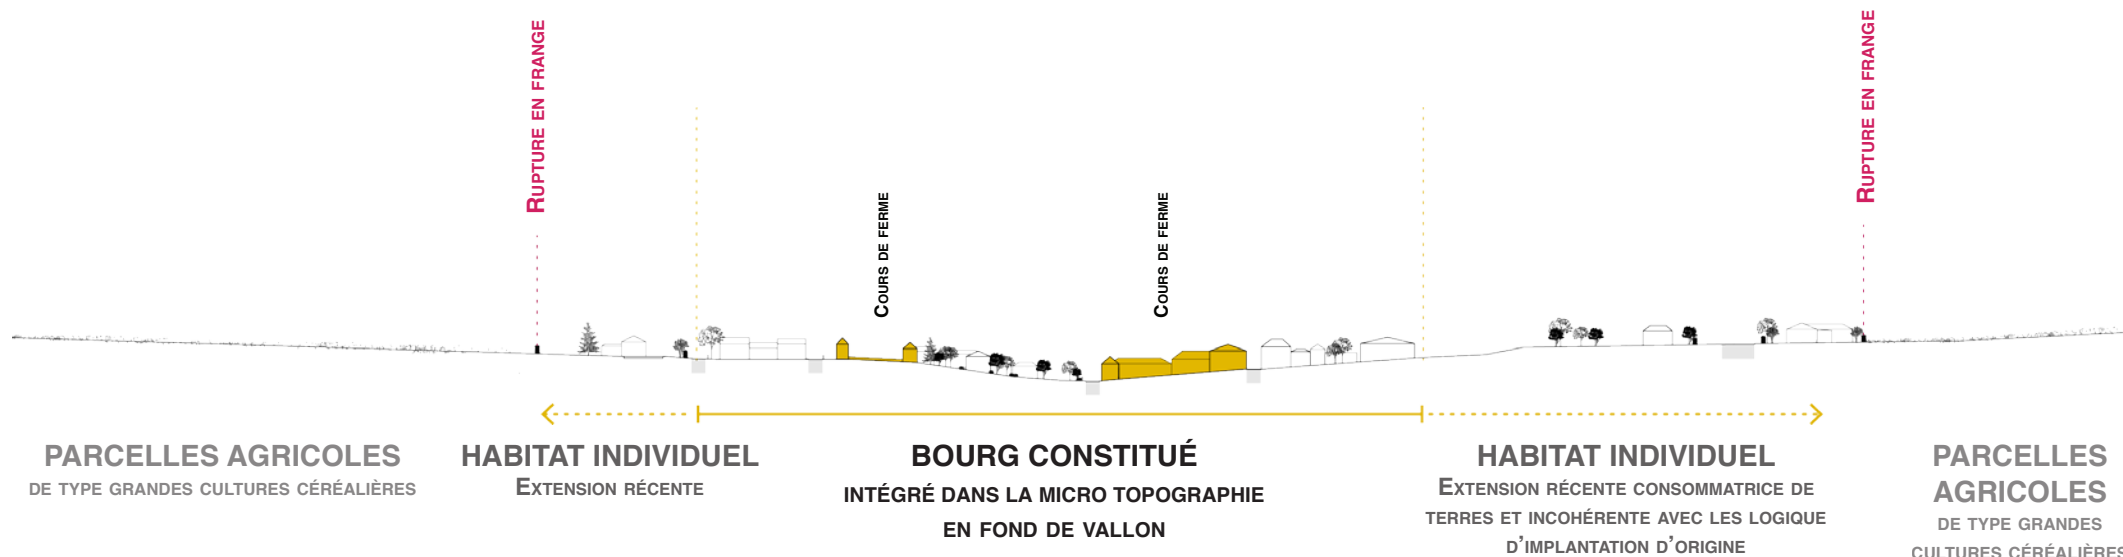 RUPTURE EN FRANGE
COURS DE FERME
COURS DE FERME
RUPTURE EN FRANGE
PARCELLES AGRICOLES
DE TYPE GRANDES CULTURES CÉRÉALIÈRES
HABITAT INDIVIDUEL
EXTENSION RÉCENTE
BOURG CONSTITUÉ
INTÉGRÉ DANS LA MICRO TOPOGRAPHIE
EN FOND DE VALLON
HABITAT INDIVIDUEL
EXTENSION RÉCENTE CONSOMMATRICE DE
TERRES ET INCOHÉRENTE AVEC LES LOGIQUE
D'IMPLANTATION D'ORIGINE
PARCELLES
AGRICOLES
DE TYPE GRANDES
CULTURES CÉRÉALIÈRES